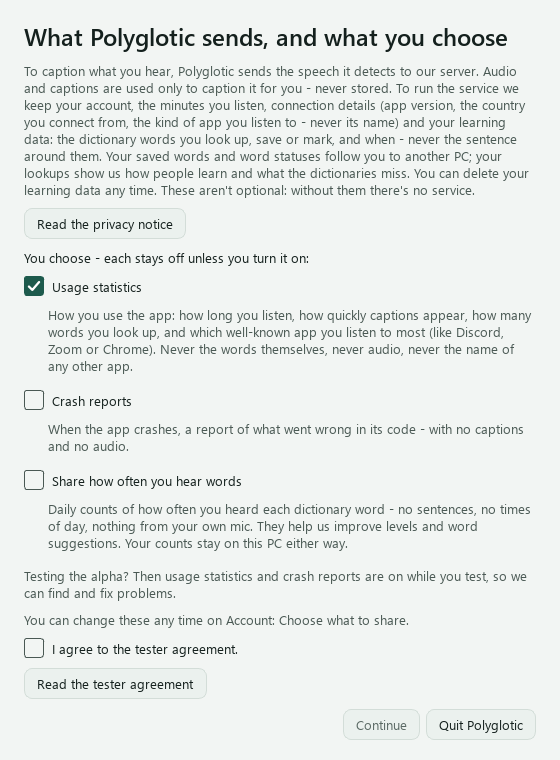 What Polyglotic sends, and what you choose
To caption what you hear, Polyglotic sends the speech it detects to our server. Audio
and captions are used only to caption it for you - never stored. To run the service we
keep your account, the minutes you listen, connection details (app version, the country
you connect from, the kind of app you listen to - never its name) and your learning
data: the dictionary words you look up, save or mark, and when - never the sentence
around them. Your saved words and word statuses follow you to another PC; your
lookups show us how people learn and what the dictionaries miss. You can delete your
learning data any time. These aren't optional: without them there's no service.
Read the privacy notice
You choose - each stays off unless you turn it on:
Usage statistics
How you use the app: how long you listen, how quickly captions appear, how many
words you look up, and which well-known app you listen to most (like Discord,
Zoom or Chrome). Never the words themselves, never audio, never the name of
any other app.
Crash reports
When the app crashes, a report of what went wrong in its code - with no captions
and no audio.
Share how often you hear words
Daily counts of how often you heard each dictionary word - no sentences, no times
of day, nothing from your own mic. They help us improve levels and word
suggestions. Your counts stay on this PC either way.
Testing the alpha? Then usage statistics and crash reports are on while you test, so we
can find and fix problems.
You can change these any time on Account: Choose what to share.
I agree to the tester agreement.
Read the tester agreement
Continue Quit Polyglotic